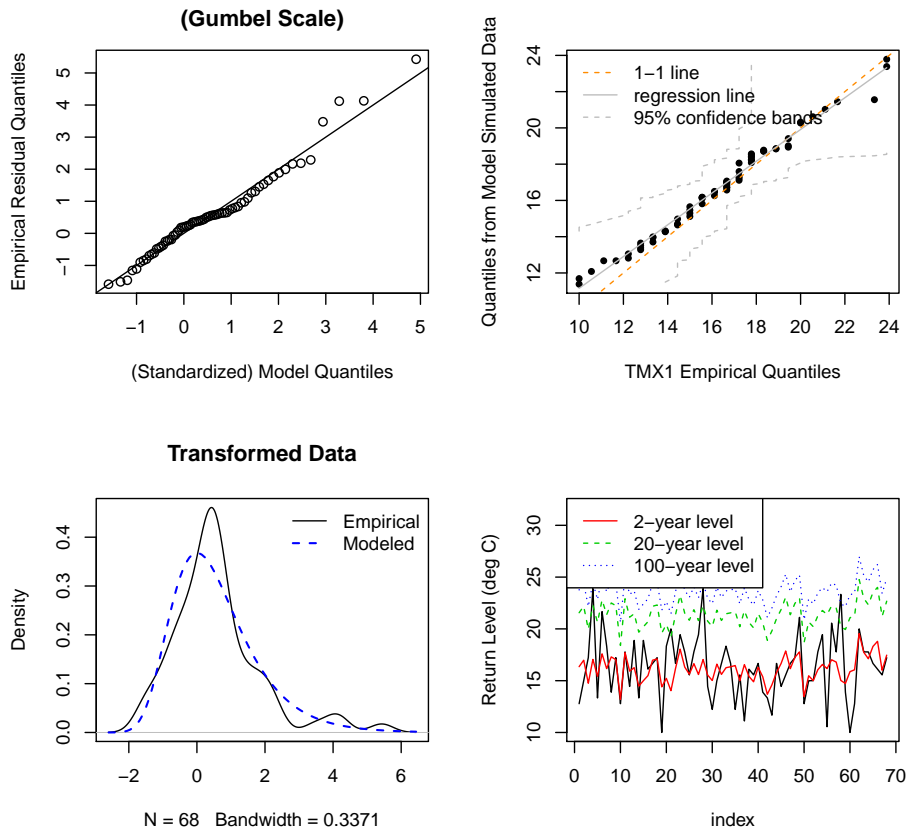 (Gumbel Scale)
Empirical Residual Quantiles
5
4
3
2
1
0
−1
−1 0 1 2 3 4 5
(Standardized) Model Quantiles
Quantiles from Model Simulated Data
24
20
16
12
1−1 line
regression line
95% confidence bands
10 12 14 16 18 20 22 24
TMX1 Empirical Quantiles
Transformed Data
Density
0.4
0.3
0.2
0.1
0.0
Empirical
Modeled
−2 0 2 4 6
N = 68 Bandwidth = 0.3371
Return Level (deg C)
30
25
20
15
10
2−year level
20−year level
100−year level
0 10 20 30 40 50 60 70
index